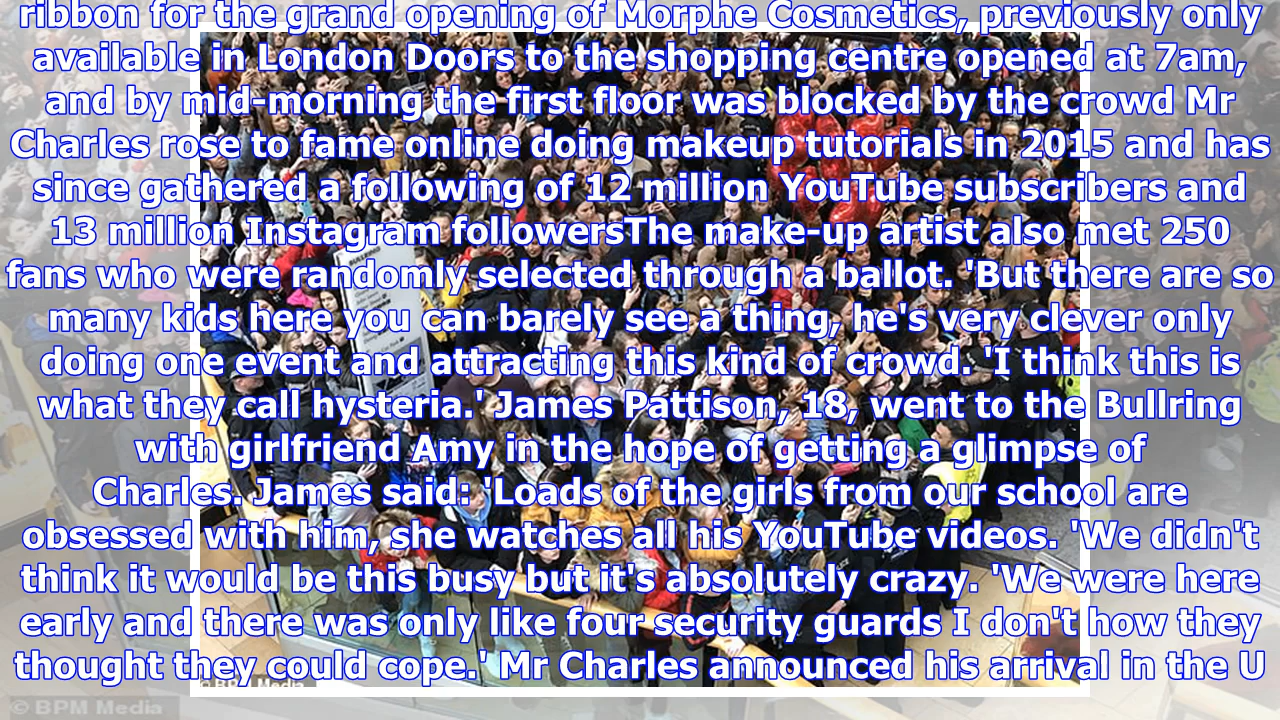 ribbon for the grand opening of Morphe Cosmetics, previously only
available in London Doors to the shopping centre opened at 7am,
and by mid-morning the first floor was blocked by the crowd Mr
Charles rose to fame online doing makeup tutorials in 2015 and has
since gathered a following of 12 million YouTube subscribers and
13 million Instagram followersThe make-up artist also met 250
fans who were randomly selected through a ballot. 'But there are so
many kids here you can barely see a thing, he's very clever only
doing one event and attracting this kind of crowd. 'I think this is
what they call hysteria.' James Pattison, 18, went to the Bullring
with girlfriend Amy in the hope of getting a glimpse of
Charles. James said: 'Loads of the girls from our school are
obsessed with him, she watches all his YouTube videos. 'We didn't
think it would be this busy but it's absolutely crazy. 'We were here
early and there was only like four security guards I don't how they
thought they could cope.' Mr Charles announced his arrival in the U
© BPM Media
© BPM Media